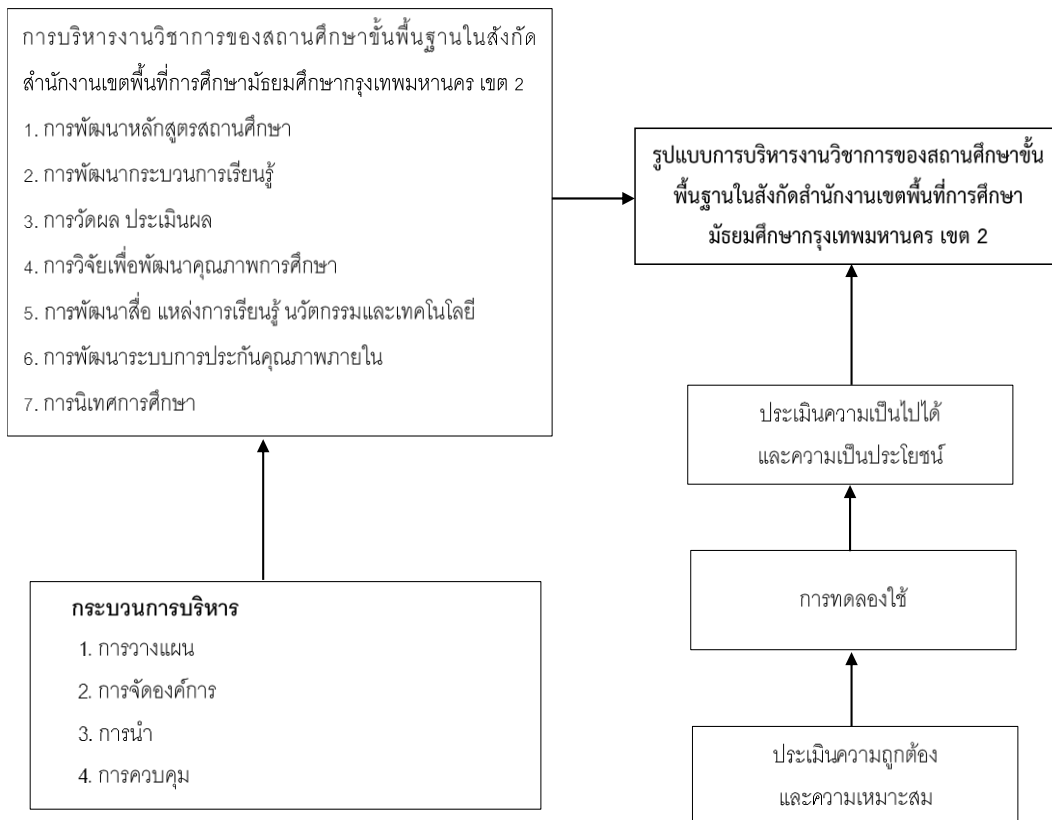 การบริหารงานวิชาการของสถานศึกษาขั้นพื้นฐานในสังกัด
สำนักงานเขตพื้นที่การศึกษามัธยมศึกษากรุงเทพมหานคร เขต 2
1. การพัฒนาหลักสูตรสถานศึกษา
2. การพัฒนากระบวนการเรียนรู้
3. การวัดผล ประเมินผล
4. การวิจัยเพื่อพัฒนาคุณภาพการศึกษา
5. การพัฒนาสื่อ แหล่งการเรียนรู้ นวัตกรรมและเทคโนโลยี
6. การพัฒนาระบบการประกันคุณภาพภายใน
7. การนิเทศการศึกษา
รูปแบบการบริหารงานวิชาการของสถานศึกษาขั้น
พื้นฐานในสังกัดสำนักงานเขตพื้นที่การศึกษา
มัธยมศึกษากรุงเทพมหานคร เขต 2
ประเมินความเป็นไปได้
และความเป็นประโยชน์
การทดลองใช้
ประเมินความถูกต้อง
และความเหมาะสม
กระบวนการบริหาร
1. การวางแผน
2. การจัดองค์การ
3. การนำ
4. การควบคุม